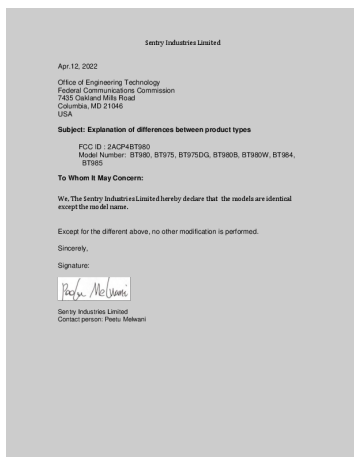 Sentry Industries Limited
Apr.12, 2022
Office of Engineering Technology
Federal Communications Commission
7435 Oakland Mills Road
Columbia, MD 21046
USA
Subject: Explanation of differences between product types
FCC ID : 2ACP4BT980
Model Number: BT980, BT975, BT975DG, BT980B, BT980W, BT984,
BT985
To Whom It May Concern:
We, The Sentry Industries Limited hereby declare that the models are identical
except the model name.
Except for the different above, no other modification is performed.
Sincerely,
Signature:
Peetu Melwani
Sentry Industries Limited
Contact person: Peetu Melwani